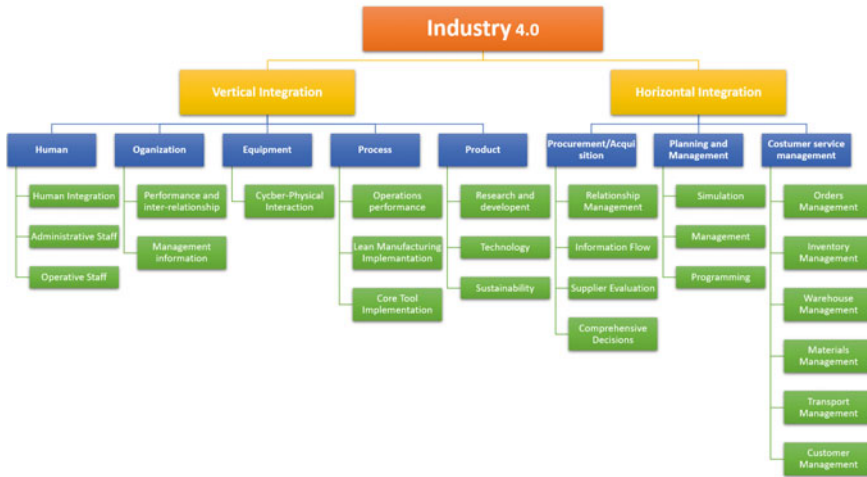 Industry 4.0
Vertical Integration
Horizontal Integration
Human
Oganization
Equipment
Process
Product
Procurement/Acqui
sition
Planning and
Management
Costumer service
management
Human Integration
Administrative Staff
Operative Staff
Performance and
inter-relationship
Management
information
Cycber-Physical
Interaction
Operations
performance
Lean Manufacturing
Implemantation
Core Tool
Implementation
Research and
developent
Technology
Sustainability
Relationship
Management
Information Flow
Supplier Evaluation
Comprehensive
Decisions
Simulation
Management
Programming
Orders
Management
Inventory
Management
Warehouse
Management
Materials
Management
Transport
Management
Customer
Management